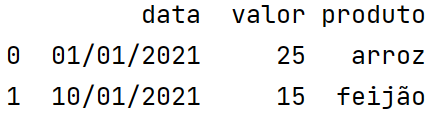 data valor produto
0 01/01/2021 25 arroz
1 10/01/2021 15 feijão